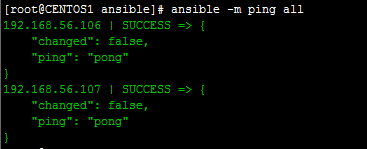 [root@CENTOS1 ansible]# ansible -m ping all
192.168.56.106 | SUCCESS => {
    "changed": false,
    "ping": "pong"
}
192.168.56.107 | SUCCESS => {
    "changed": false,
    "ping": "pong"
}